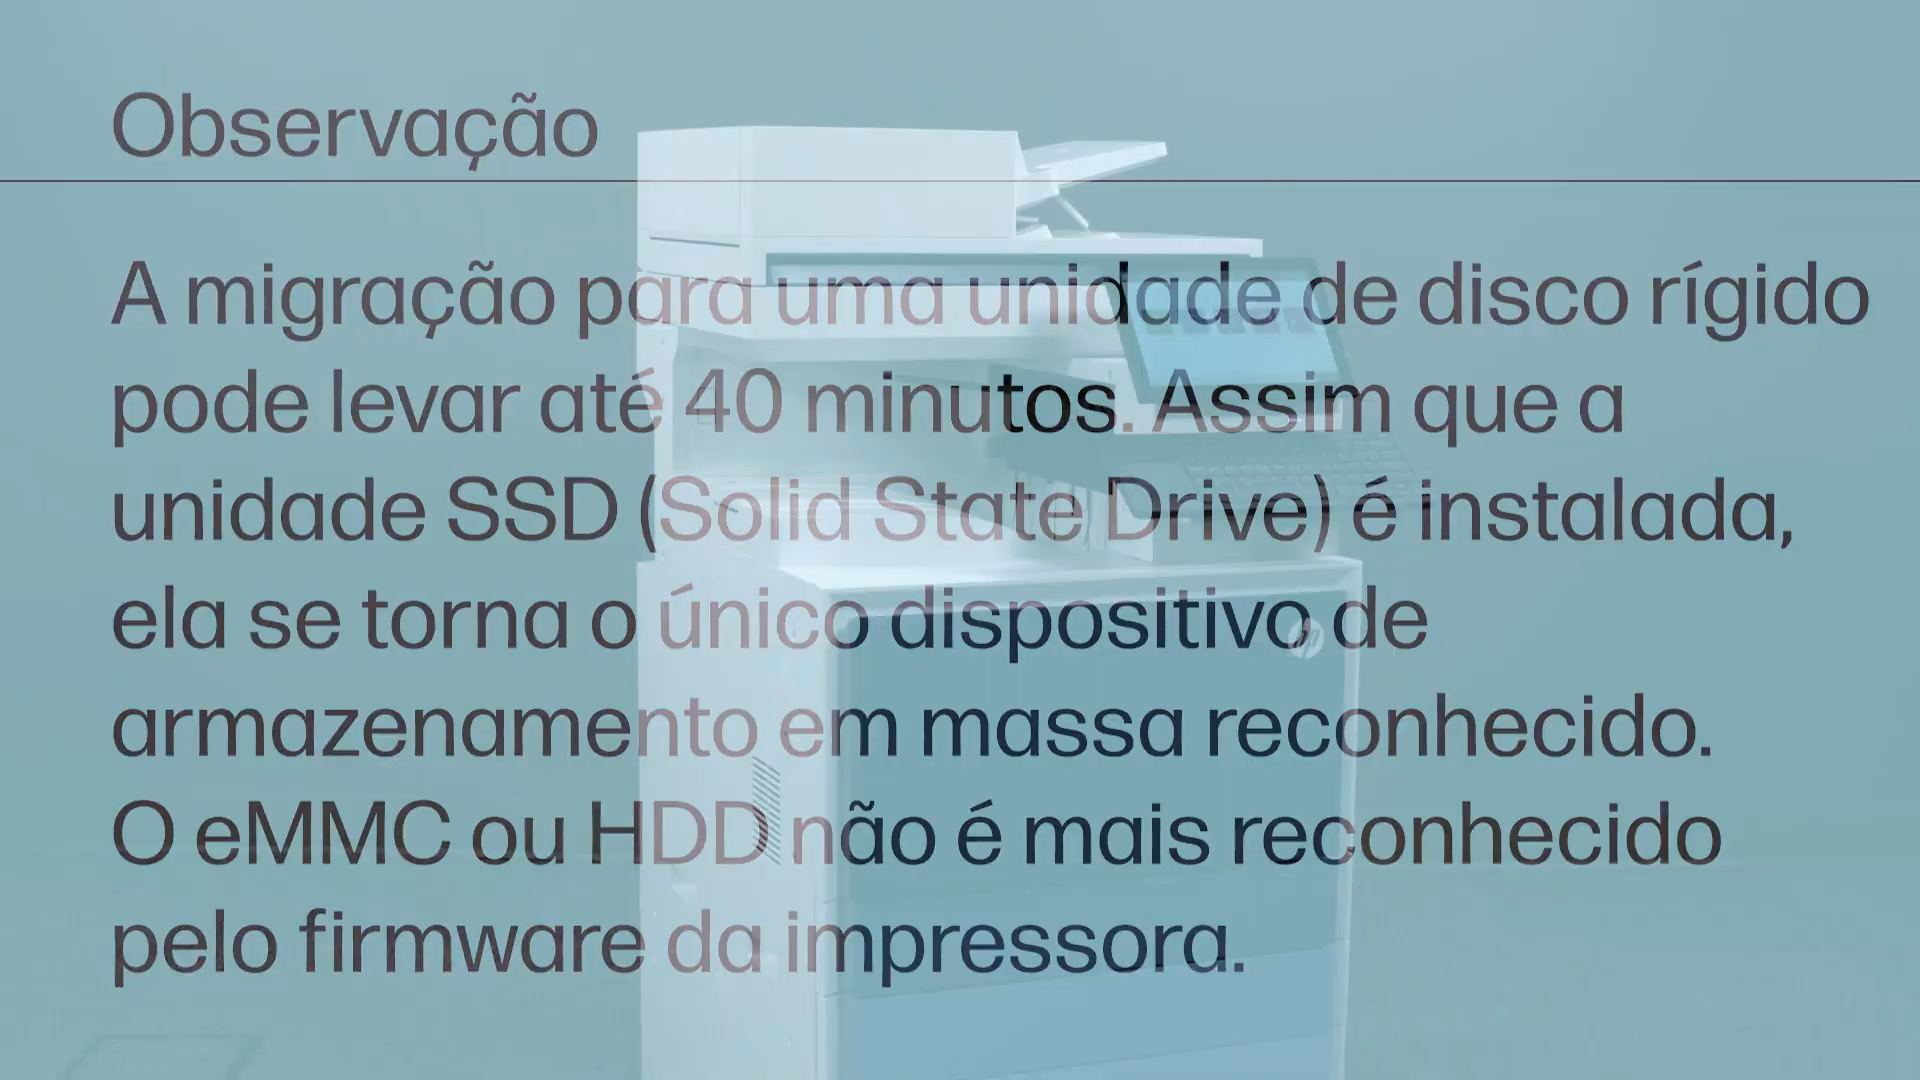 Observação
A migração para uma unidade de disco rígido
pode levar até 40 minutos. Assim que a
unidade SSD (Solid State Drive) é instalada,
ela se torna o único dispositivo de
armazenamento em massa reconhecido.
O eMMC ou HDD não é mais reconhecido
pelo firmware da impressora.
hp